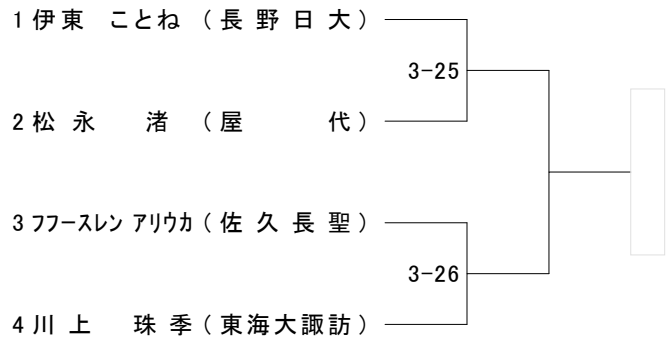 1 伊東 ことね (長野日大)
3-25
2 松永 渚 (屋代)
3 フフースレン アリウカ (佐久長聖)
3-26
4 川上 珠季 (東海大諏訪)